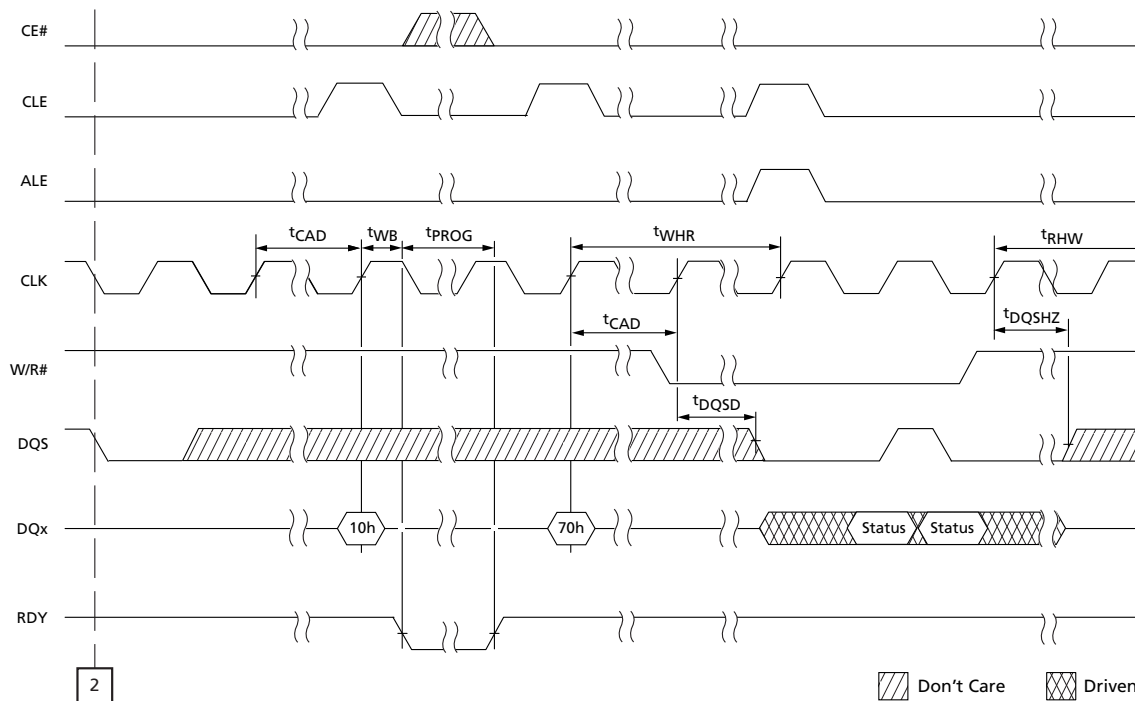 CE#
CLE
ALE
tCAD tWB tPROG tWHR tRHW
CLK
tCAD tDQSHZ
W/R#
tDQSD
DQS
DQx 10h 70h Status Status
RDY
2 Don't Care Driven